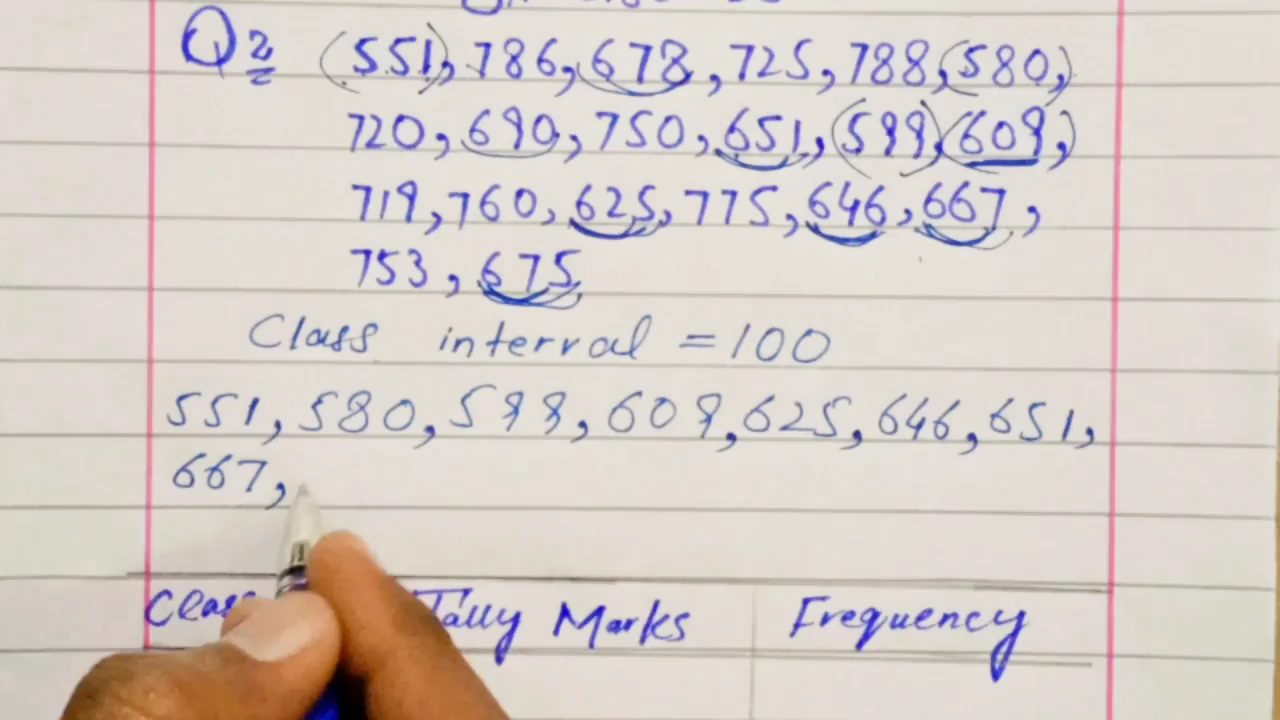 Q2 (551), 786, 678, 725, 788, (580,)
720, 690, 750, 651, (599) (609,)
719, 760, 625, 775, 646, 667,
753, 675
Class interval = 100
551, 580, 599, 609, 625, 646, 651,
667,
Tally Marks Frequency